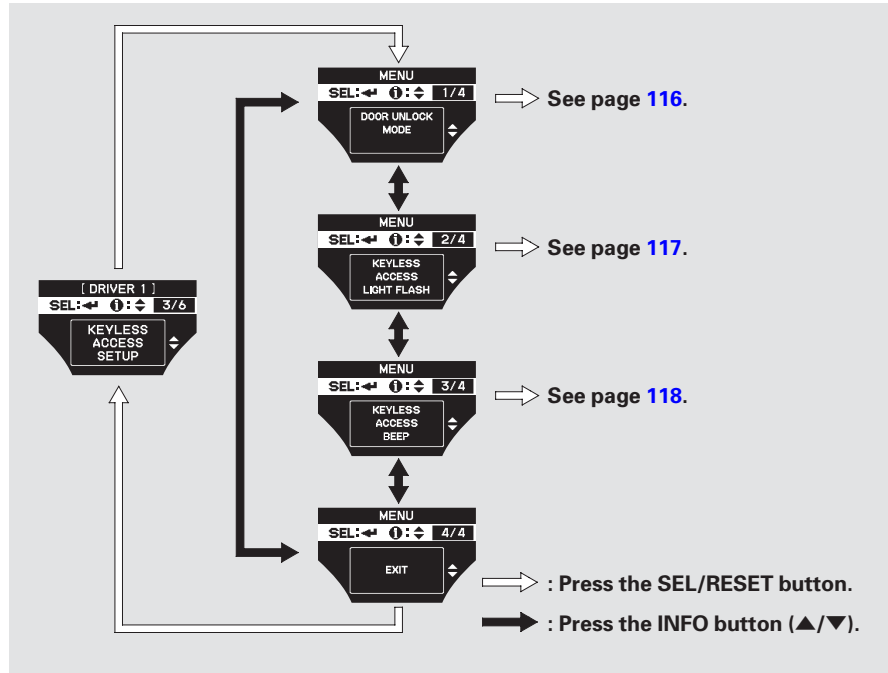 MENU
SEL:↵ ⓘ:◆ 1/4
DOOR UNLOCK
MODE
See page 116.
MENU
SEL:↵ ⓘ:◆ 2/4
KEYLESS
ACCESS
LIGHT FLASH
See page 117.
[ DRIVER 1 ]
SEL:↵ ⓘ:◆ 3/6
KEYLESS
ACCESS
SETUP
MENU
SEL:↵ ⓘ:◆ 3/4
KEYLESS
ACCESS
BEEP
See page 118.
MENU
SEL:↵ ⓘ:◆ 4/4
EXIT
: Press the SEL/RESET button.
: Press the INFO button (▲/▼).